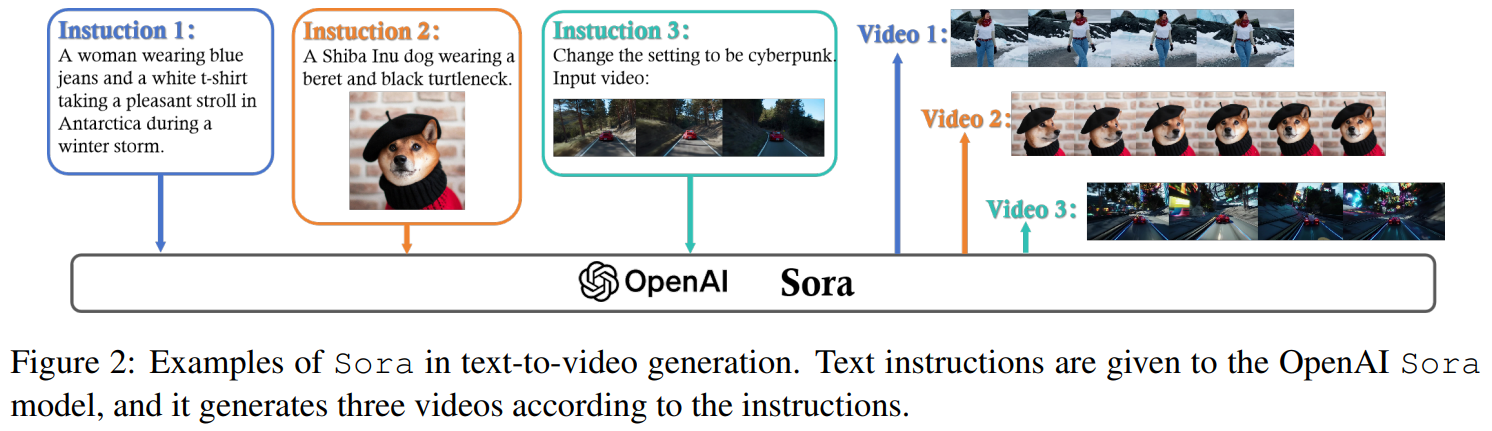 Instuction 1:
A woman wearing blue
jeans and a white t-shirt
taking a pleasant stroll in
Antarctica during a
winter storm.
Instuction 2:
A Shiba Inu dog wearing a
beret and black turtleneck.
Instuction 3:
Change the setting to be cyberpunk.
Input video:
Video 1:
Video 2:
Video 3:
OpenAI Sora
Figure 2: Examples of Sora in text-to-video generation. Text instructions are given to the OpenAI Sora
model, and it generates three videos according to the instructions.